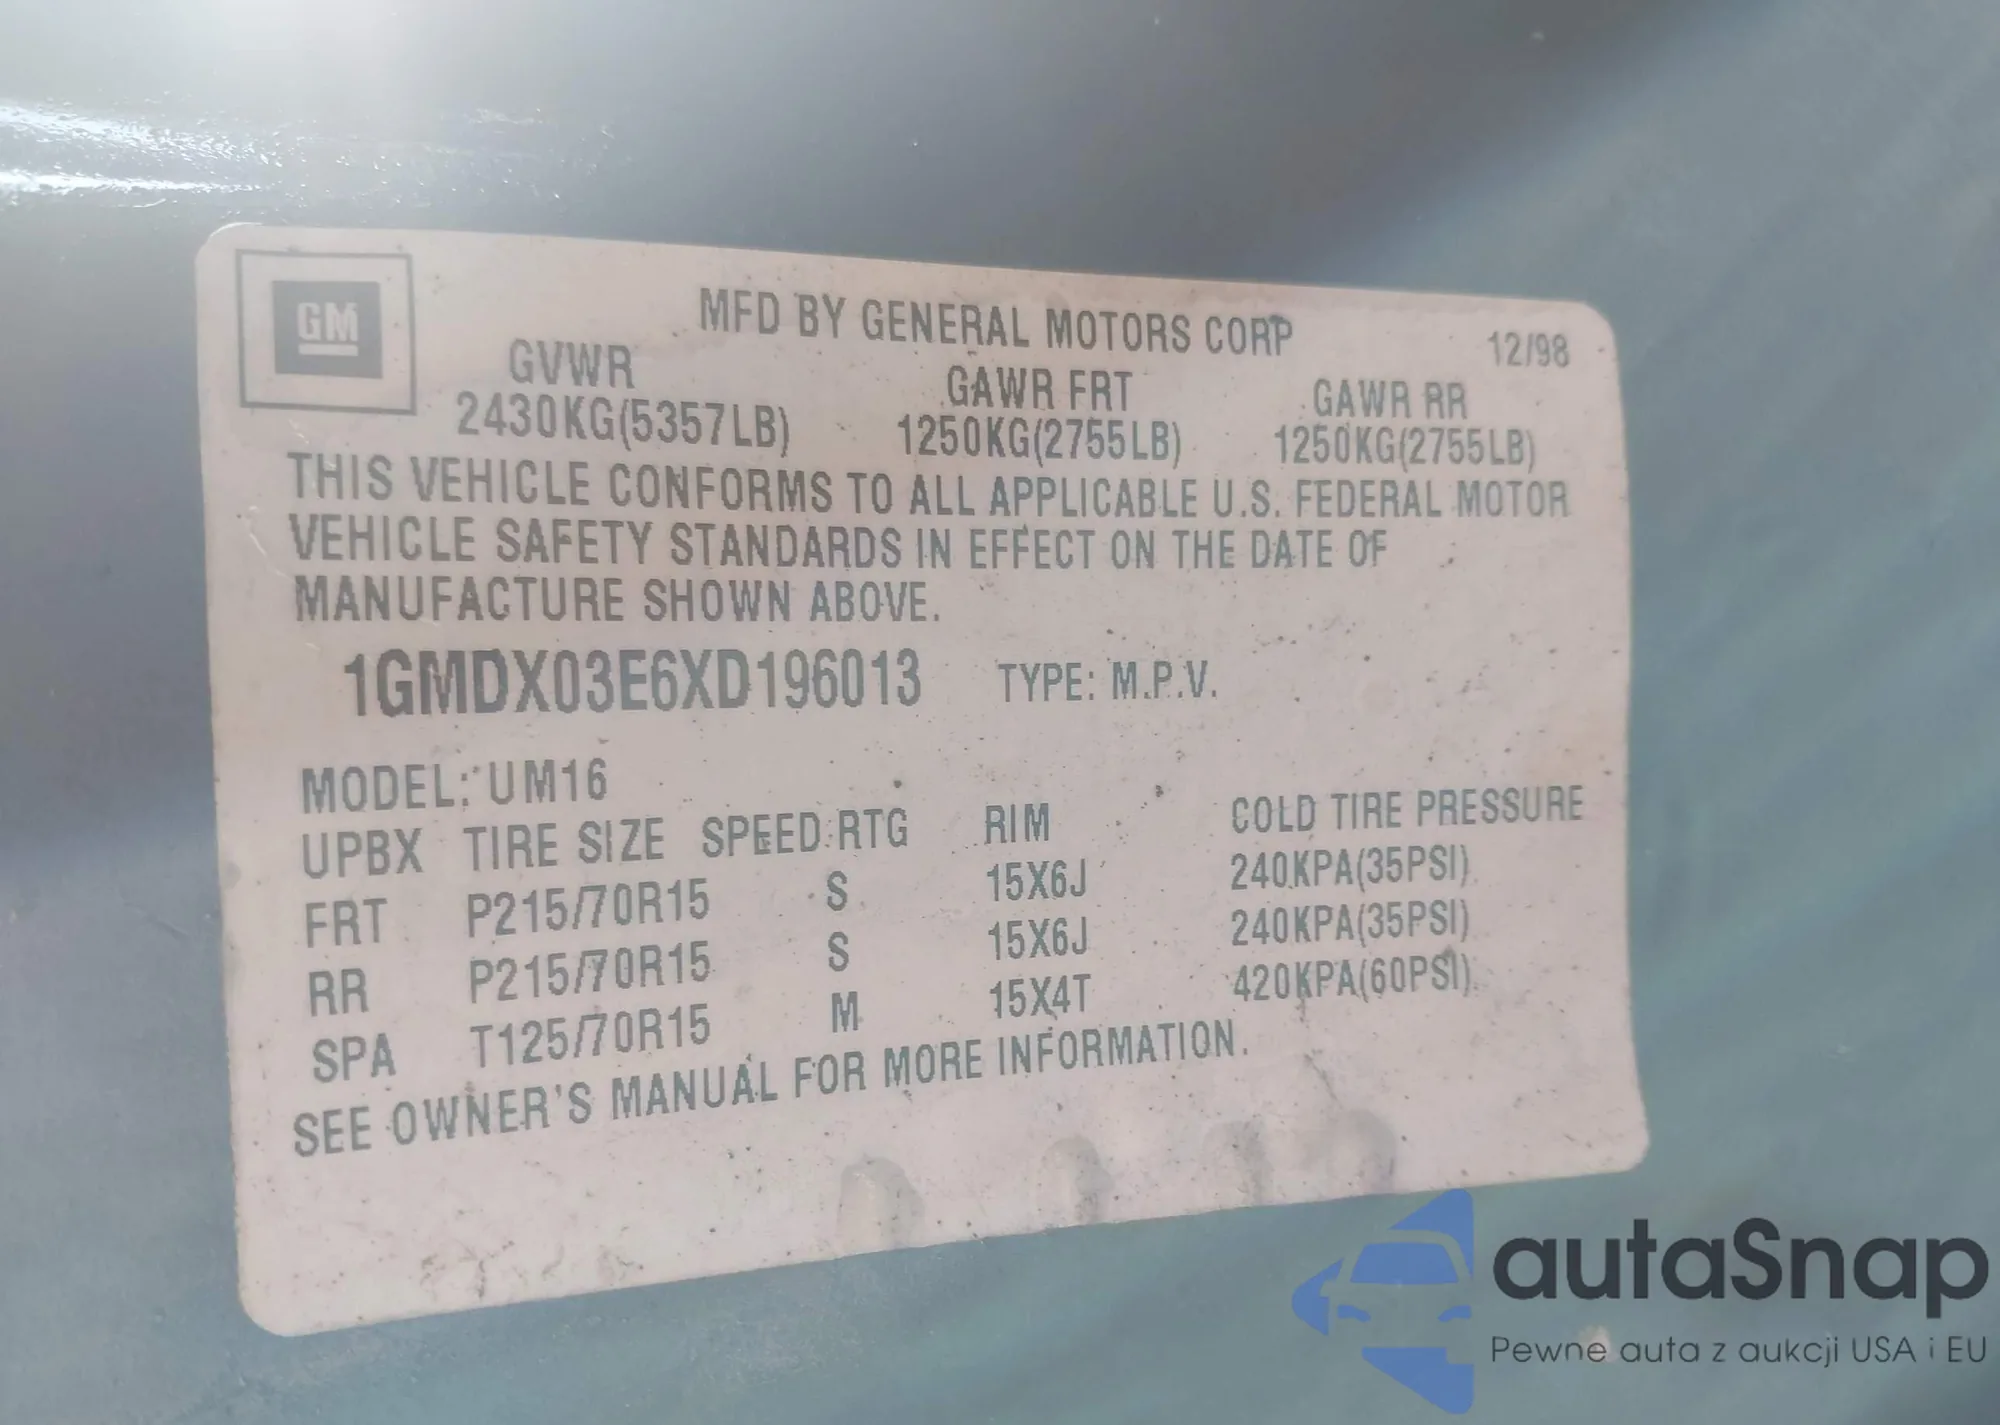 GM
MFD BY GENERAL MOTORS CORP 12/98
GVWR GAWR FRT GAWR RR
2430KG(5357LB) 1250KG(2755LB) 1250KG(2755LB)
THIS VEHICLE CONFORMS TO ALL APPLICABLE U.S. FEDERAL MOTOR
VEHICLE SAFETY STANDARDS IN EFFECT ON THE DATE OF
MANUFACTURE SHOWN ABOVE.
1GMDX03E6XD196013 TYPE: M.P.V.
MODEL: UM16
UPBX TIRE SIZE SPEED RTG RIM COLD TIRE PRESSURE
FRT P215/70R15 S 15X6J 240KPA(35PSI)
RR P215/70R15 S 15X6J 240KPA(35PSI)
SPA T125/70R15 M 15X4T 420KPA(60PSI)
SEE OWNER'S MANUAL FOR MORE INFORMATION.
autaSnap
Pewne auta z aukcji USA i EU